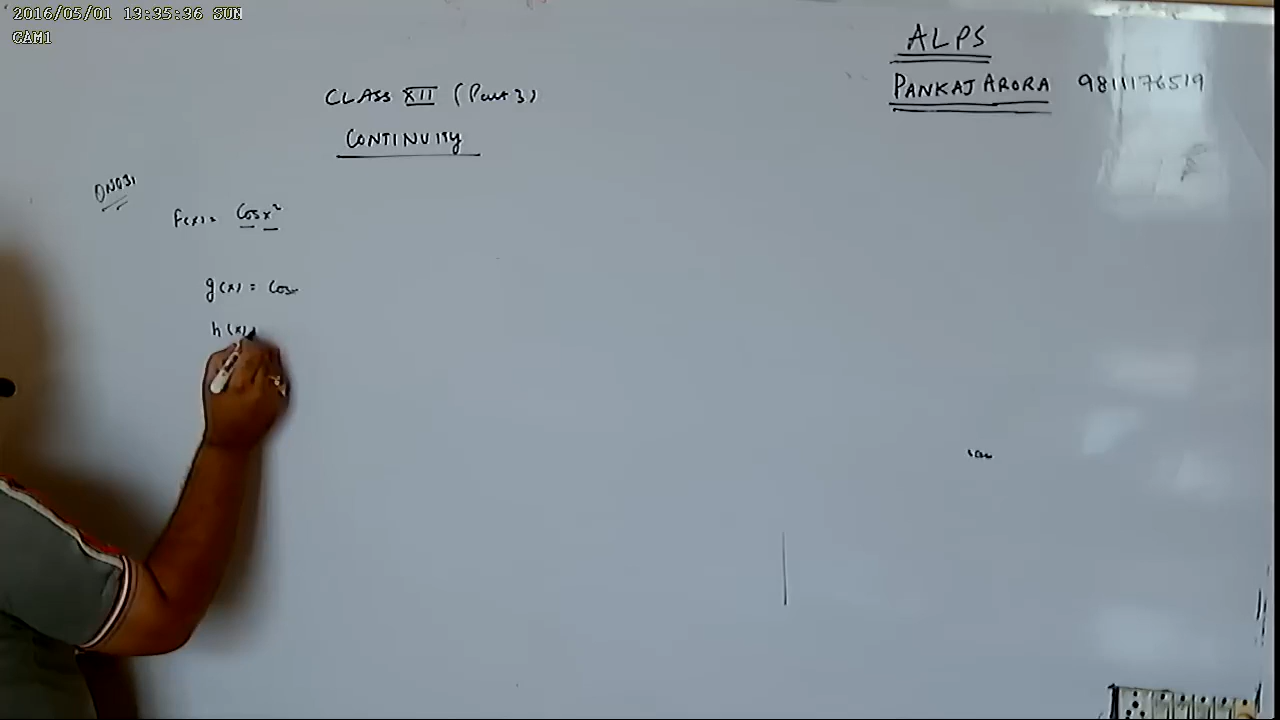 2016/05/01 13:35:36 SUN
CAM1
ALPS
PANKAJ ARORA 9811176519
CLASS XII (Part 3)
CONTINUITY
QNO31
f(x) = Cos x²
g(x) = Cosx
h(x)